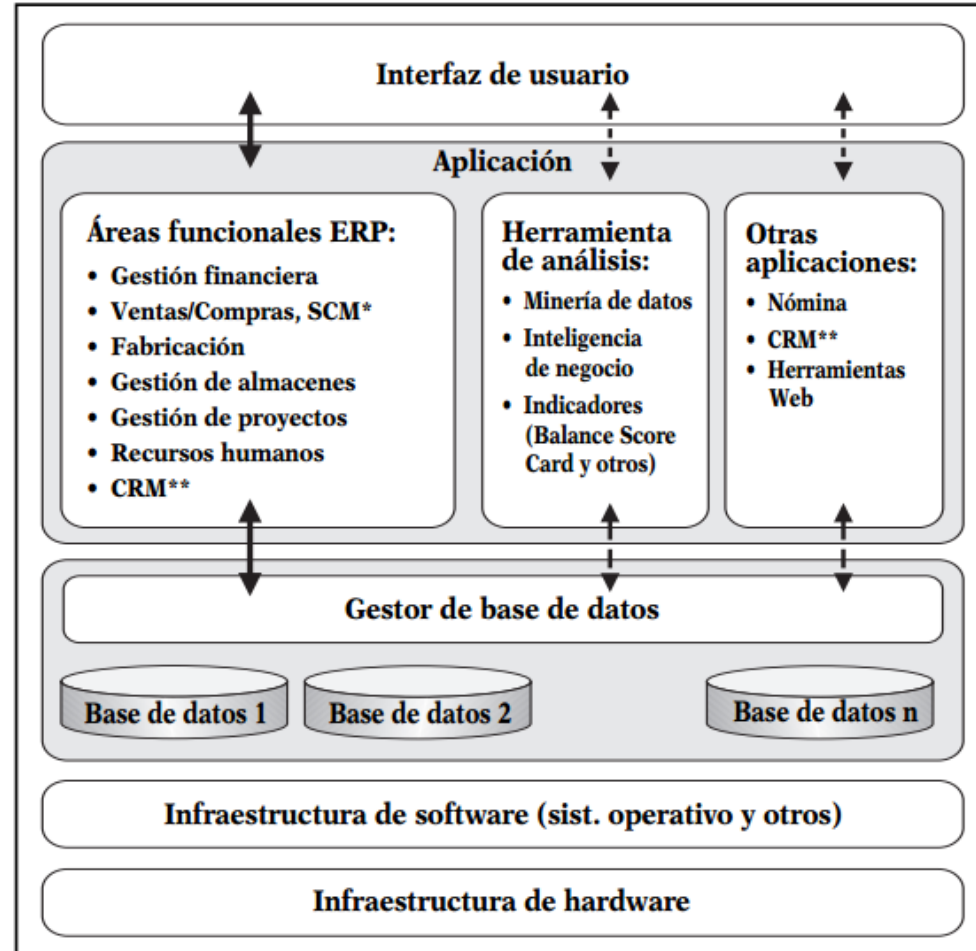 Interfaz de usuario
Aplicación
Áreas funcionales ERP:
• Gestión financiera
• Ventas/Compras, SCM*
• Fabricación
• Gestión de almacenes
• Gestión de proyectos
• Recursos humanos
• CRM**
Herramienta
de análisis:
• Minería de datos
• Inteligencia
de negocio
• Indicadores
(Balance Score
Card y otros)
Otras
aplicaciones:
• Nómina
• CRM**
• Herramientas
Web
Gestor de base de datos
Base de datos 1
Base de datos 2
Base de datos n
Infraestructura de software (sist. operativo y otros)
Infraestructura de hardware